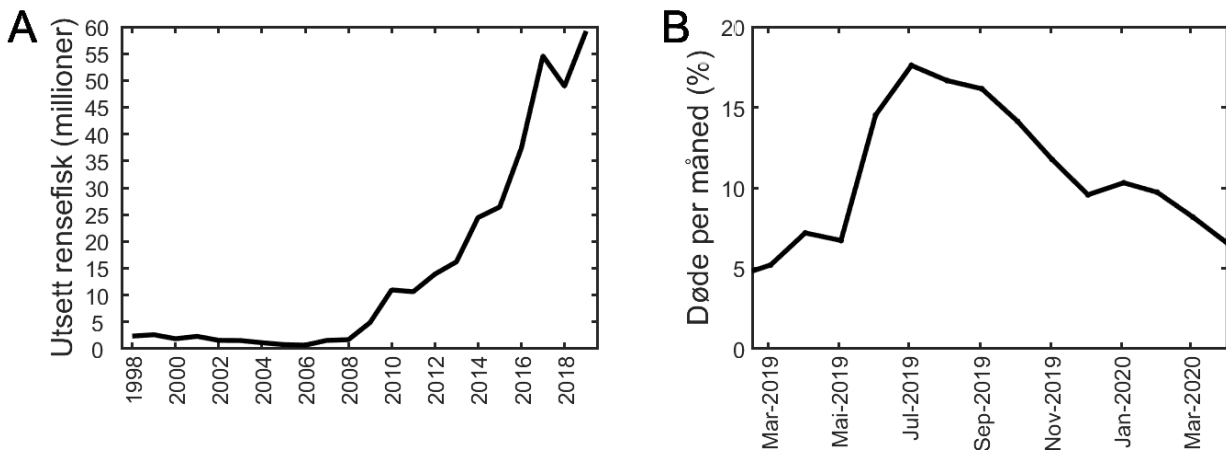 A
Utsett rensefisk (millioner)
60
55
50
45
40
35
30
25
20
15
10
5
0
1998
2000
2002
2004
2006
2008
2010
2012
2014
2016
2018
B
Døde per måned (%)
20
15
10
5
0
Mar-2019
Mai-2019
Jul-2019
Sep-2019
Nov-2019
Jan-2020
Mar-2020